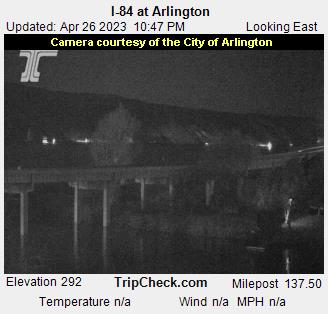 I-84 at Arlington
Updated: Apr 26 2023 10:47 PM Looking East
Camera courtesy of the City of Arlington
Elevation 292 TripCheck.com Milepost 137.50
Temperature n/a Wind n/a MPH n/a